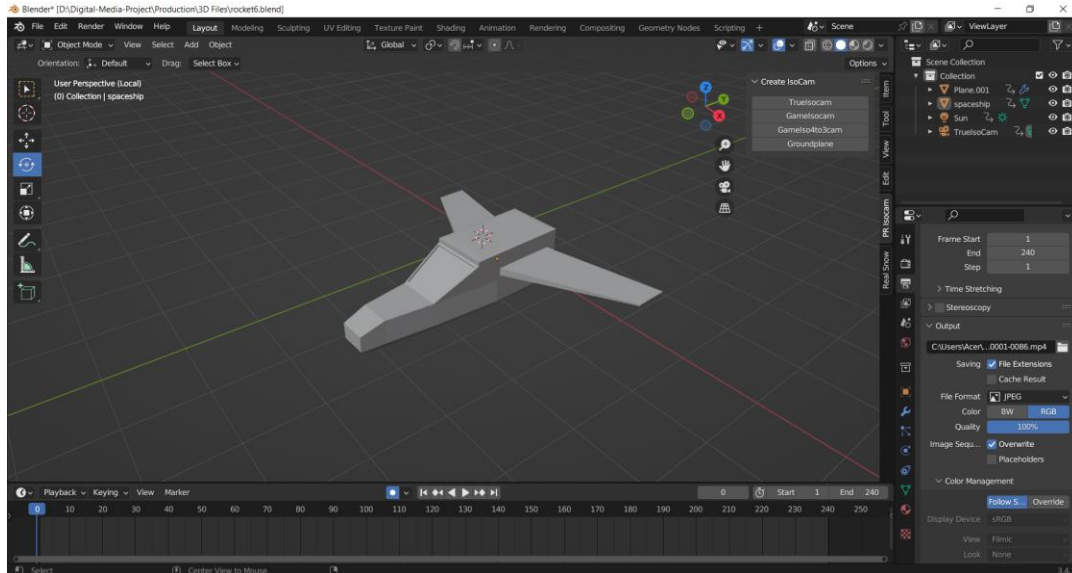 Blender* [D:\Digital-Media-Project\Production\3D Files\rocket6.blend]
File Edit Render Window Help Layout Modeling Sculpting UV Editing Texture Paint Shading Animation Rendering Compositing Geometry Nodes Scripting + Scene ViewLayer
Object Mode View Select Add Object Global
Orientation: Default Drag: Select Box Options
User Perspective (Local)
(0) Collection | spaceship
Z
Y
X
Create IsoCam
TrueIsocam
GameIsocam
GameIso4to3cam
Groundplane
Item
Tool
View
Edit
PR Isocam
Real Snow
Scene Collection
Collection
Plane.001
spaceship
Sun
TrueIsoCam
Frame Start 1
End 240
Step 1
Time Stretching
Stereoscopy
Output
C:\Users\Acer\...0001-0086.mp4
Saving File Extensions
Cache Result
File Format JPEG
Color BW RGB
Quality 100%
Image Sequ... Overwrite
Placeholders
Color Management
Follow S... Override
Display Device sRGB
View Filmic
Look None
Playback Keying View Marker 0 Start 1 End 240
0 10 20 30 40 50 60 70 80 90 100 110 120 130 140 150 160 170 180 190 200 210 220 230 240 250
Select Center View to Mouse 3.4